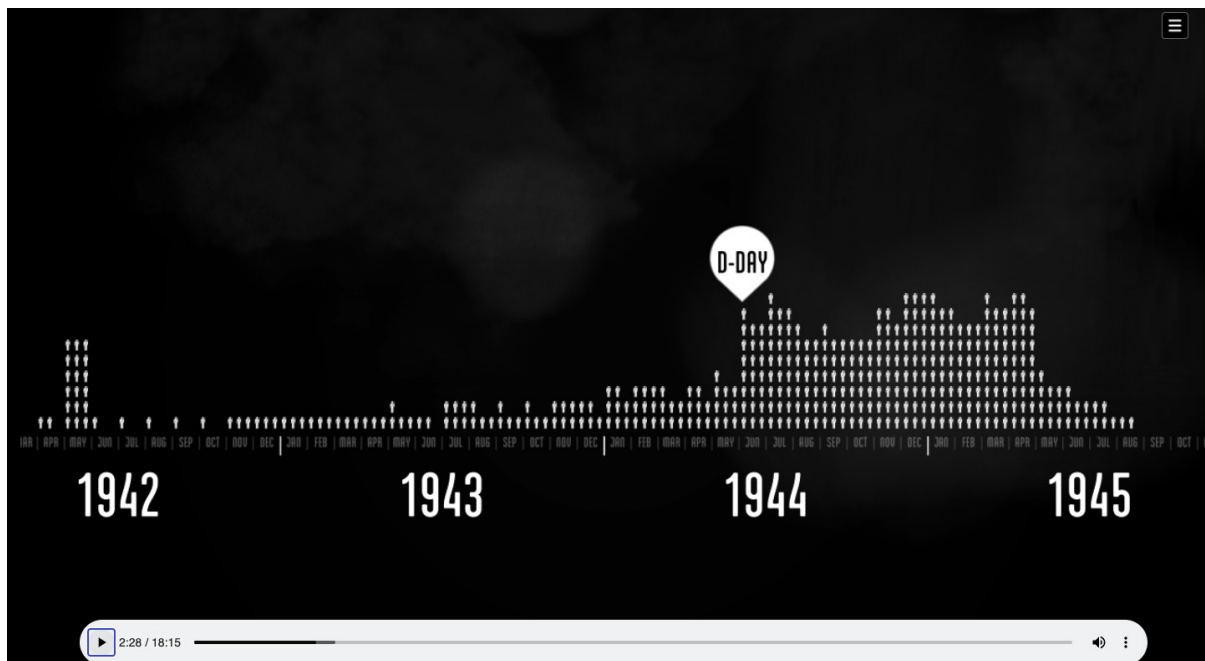 D-DAY
APR | MAY | JUN | JUL | AUG | SEP | OCT | NOV | DEC | JAN | FEB | MAR | APR | MAY | JUN | JUL | AUG | SEP | OCT | NOV | DEC | JAN | FEB | MAR | APR | MAY | JUN | JUL | AUG | SEP | OCT | NOV | DEC | JAN | FEB | MAR | APR | MAY | JUN | JUL | AUG | SEP | OCT |
1942 1943 1944 1945
2:28 / 18:15